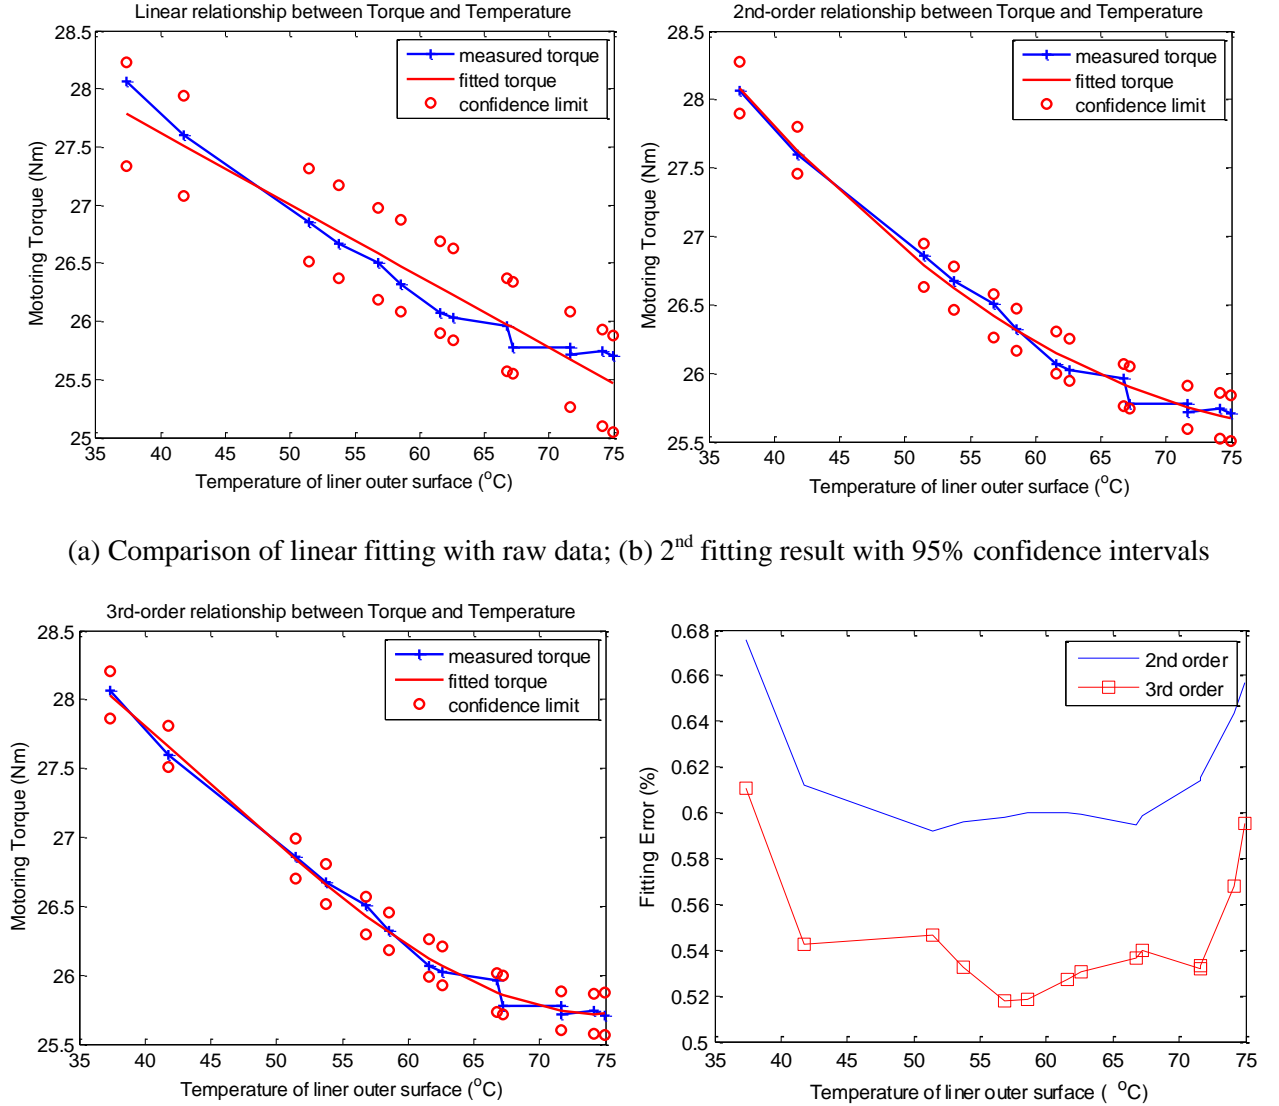 Linear relationship between Torque and Temperature
28.5
28
27.5
27
26.5
26
25.5
25
Motoring Torque (Nm)
measured torque
fitted torque
confidence limit
35 40 45 50 55 60 65 70 75
Temperature of liner outer surface (°C)
2nd-order relationship between Torque and Temperature
28.5
28
27.5
27
26.5
26
25.5
Motoring Torque (Nm)
measured torque
fitted torque
confidence limit
35 40 45 50 55 60 65 70 75
Temperature of liner outer surface (°C)
(a) Comparison of linear fitting with raw data; (b) 2nd fitting result with 95% confidence intervals
3rd-order relationship between Torque and Temperature
28.5
28
27.5
27
26.5
26
25.5
Motoring Torque (Nm)
measured torque
fitted torque
confidence limit
35 40 45 50 55 60 65 70 75
Temperature of liner outer surface (°C)
0.68
0.66
0.64
0.62
0.6
0.58
0.56
0.54
0.52
0.5
Fitting Error (%)
2nd order
3rd order
35 40 45 50 55 60 65 70 75
Temperature of liner outer surface ( °C)